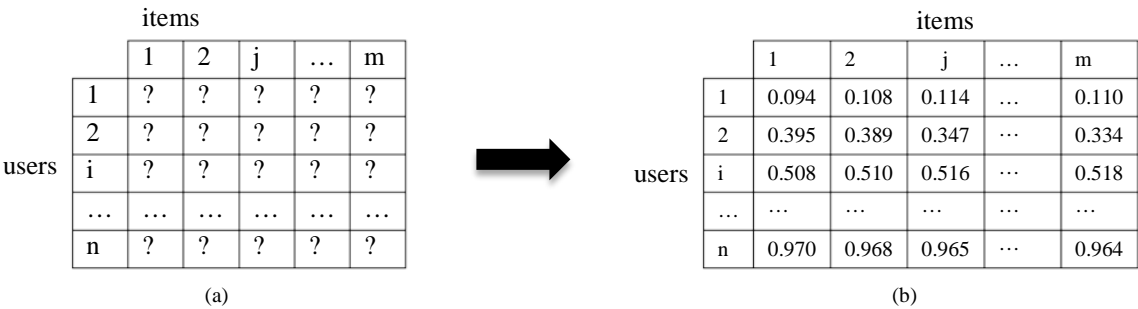 items
1 2 j … m
1 ? ? ? ? ?
2 ? ? ? ? ?
users i ? ? ? ? ?
… … … … … …
n ? ? ? ? ?
(a)
items
1 2 j … m
1 0.094 0.108 0.114 … 0.110
2 0.395 0.389 0.347 … 0.334
users i 0.508 0.510 0.516 … 0.518
… … … … … …
n 0.970 0.968 0.965 … 0.964
(b)